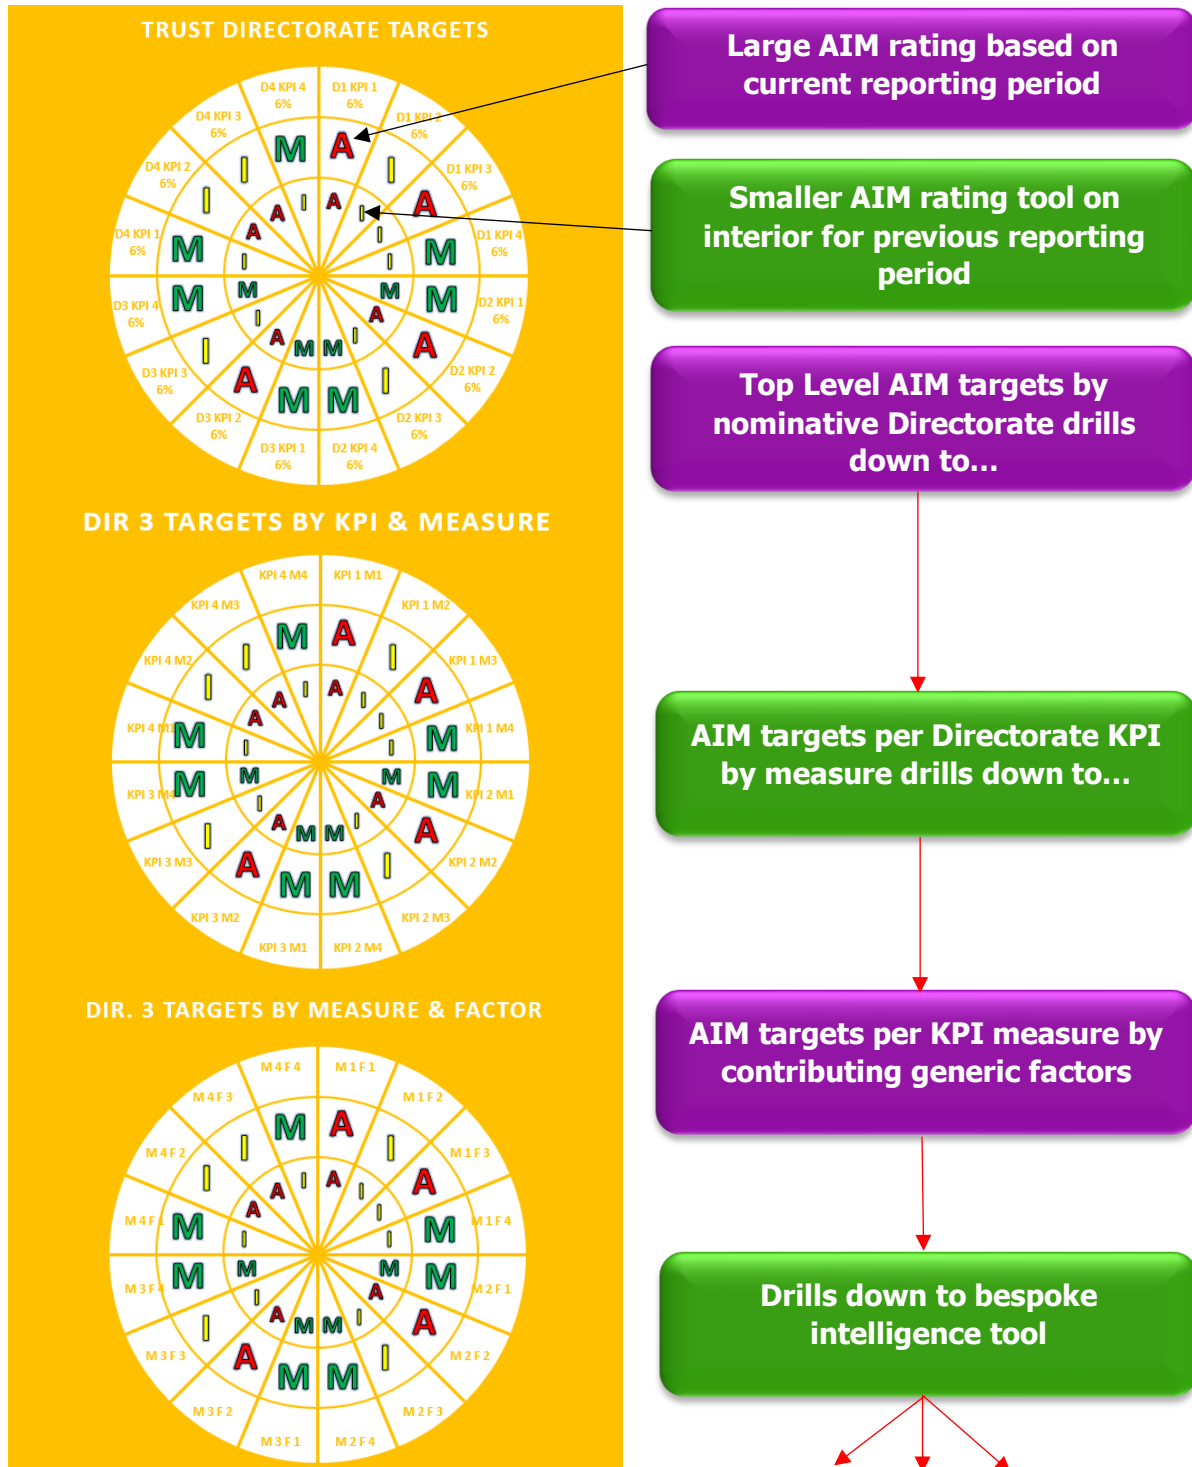 TRUST DIRECTORATE TARGETS
D1 KPI 1
6%
D1 KPI 2
6%
D1 KPI 3
6%
D1 KPI 4
6%
D2 KPI 1
6%
D2 KPI 2
6%
D2 KPI 3
6%
D2 KPI 4
6%
D3 KPI 1
6%
D3 KPI 2
6%
D3 KPI 3
6%
D3 KPI 4
6%
D4 KPI 1
6%
D4 KPI 2
6%
D4 KPI 3
6%
D4 KPI 4
6%
A
I
A
M
M
A
I
M
M
A
I
M
M
I
I
M
A
I
I
I
M
A
I
M
M
A
I
M
I
A
A
I
DIR 3 TARGETS BY KPI & MEASURE
KPI 1 M1
KPI 1 M2
KPI 1 M3
KPI 1 M4
KPI 2 M1
KPI 2 M2
KPI 2 M3
KPI 2 M4
KPI 3 M1
KPI 3 M2
KPI 3 M3
KPI 3 M4
KPI 4 M1
KPI 4 M2
KPI 4 M3
KPI 4 M4
A
I
A
M
M
A
I
M
M
A
I
M
M
I
I
M
A
I
I
I
M
A
I
M
M
A
I
M
I
A
A
I
DIR. 3 TARGETS BY MEASURE & FACTOR
M1F1
M1F2
M1F3
M1F4
M2F1
M2F2
M2F3
M2F4
M3F1
M3F2
M3F3
M3F4
M4F1
M4F2
M4F3
M4F4
A
I
A
M
M
A
I
M
M
A
I
M
M
I
I
M
A
I
I
I
M
A
I
M
M
A
I
M
I
A
A
I
Large AIM rating based on
current reporting period
Smaller AIM rating tool on
interior for previous reporting
period
Top Level AIM targets by
nominative Directorate drills
down to…
AIM targets per Directorate KPI
by measure drills down to…
AIM targets per KPI measure by
contributing generic factors
Drills down to bespoke
intelligence tool